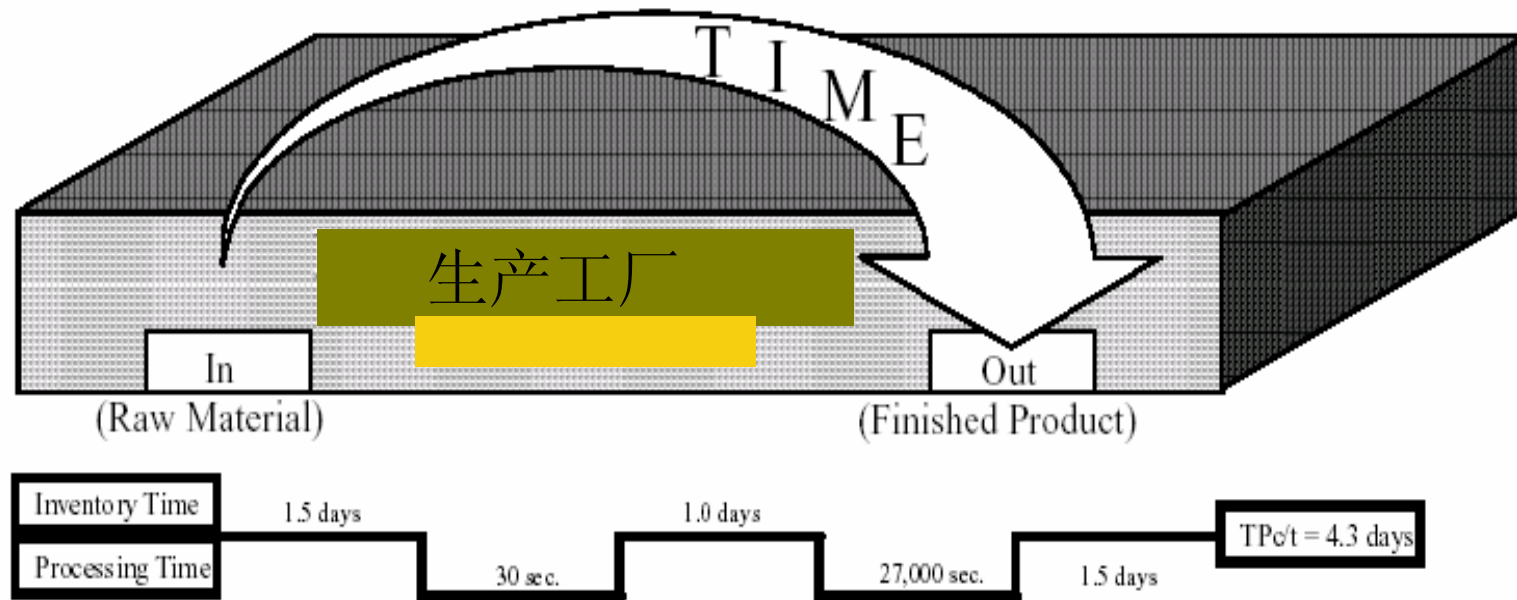 T I M E
生产工厂
In
Out
(Raw Material)
(Finished Product)
Inventory Time
1.5 days
1.0 days
TPc/t = 4.3 days
Processing Time
30 sec.
27,000 sec.
1.5 days